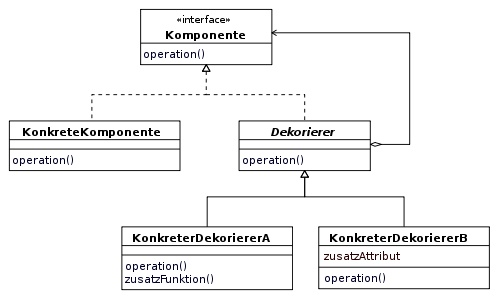 «interface»
Komponente
operation()
KonkreteKomponente
operation()
Dekorierer
operation()
KonkreterDekoriererA
operation()
zusatzFunktion()
KonkreterDekoriererB
zusatzAttribut
operation()